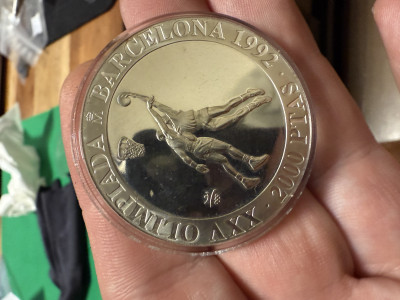 BARCELONA 1992 · 2000 PTAS · XXV OLIMPIADA